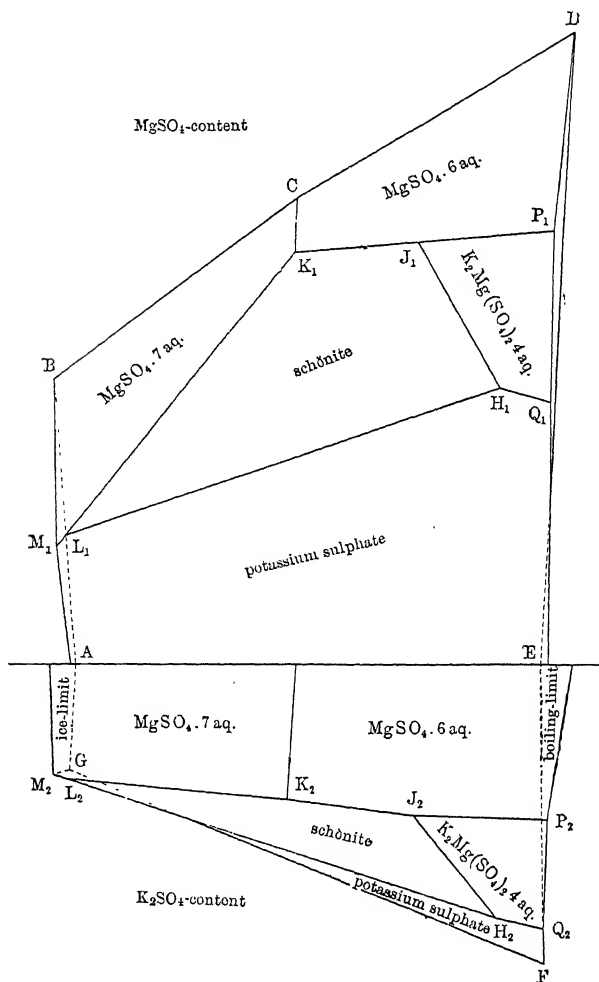 D
MgSO₄-content
C
MgSO₄.6 aq.
P₁
K₁
J₁
K₂Mg(SO₄)₂4 aq.
B
MgSO₄.7 aq.
schönite
H₁
Q₁
M₁
L₁
potassium sulphate
A
E
ice-limit
MgSO₄.7 aq.
MgSO₄.6 aq.
boiling-limit
G
M₂
L₂
K₂
J₂
P₂
schönite
K₂Mg(SO₄)₂4 aq.
potassium sulphate
K₂SO₄-content
H₂
Q₂
F